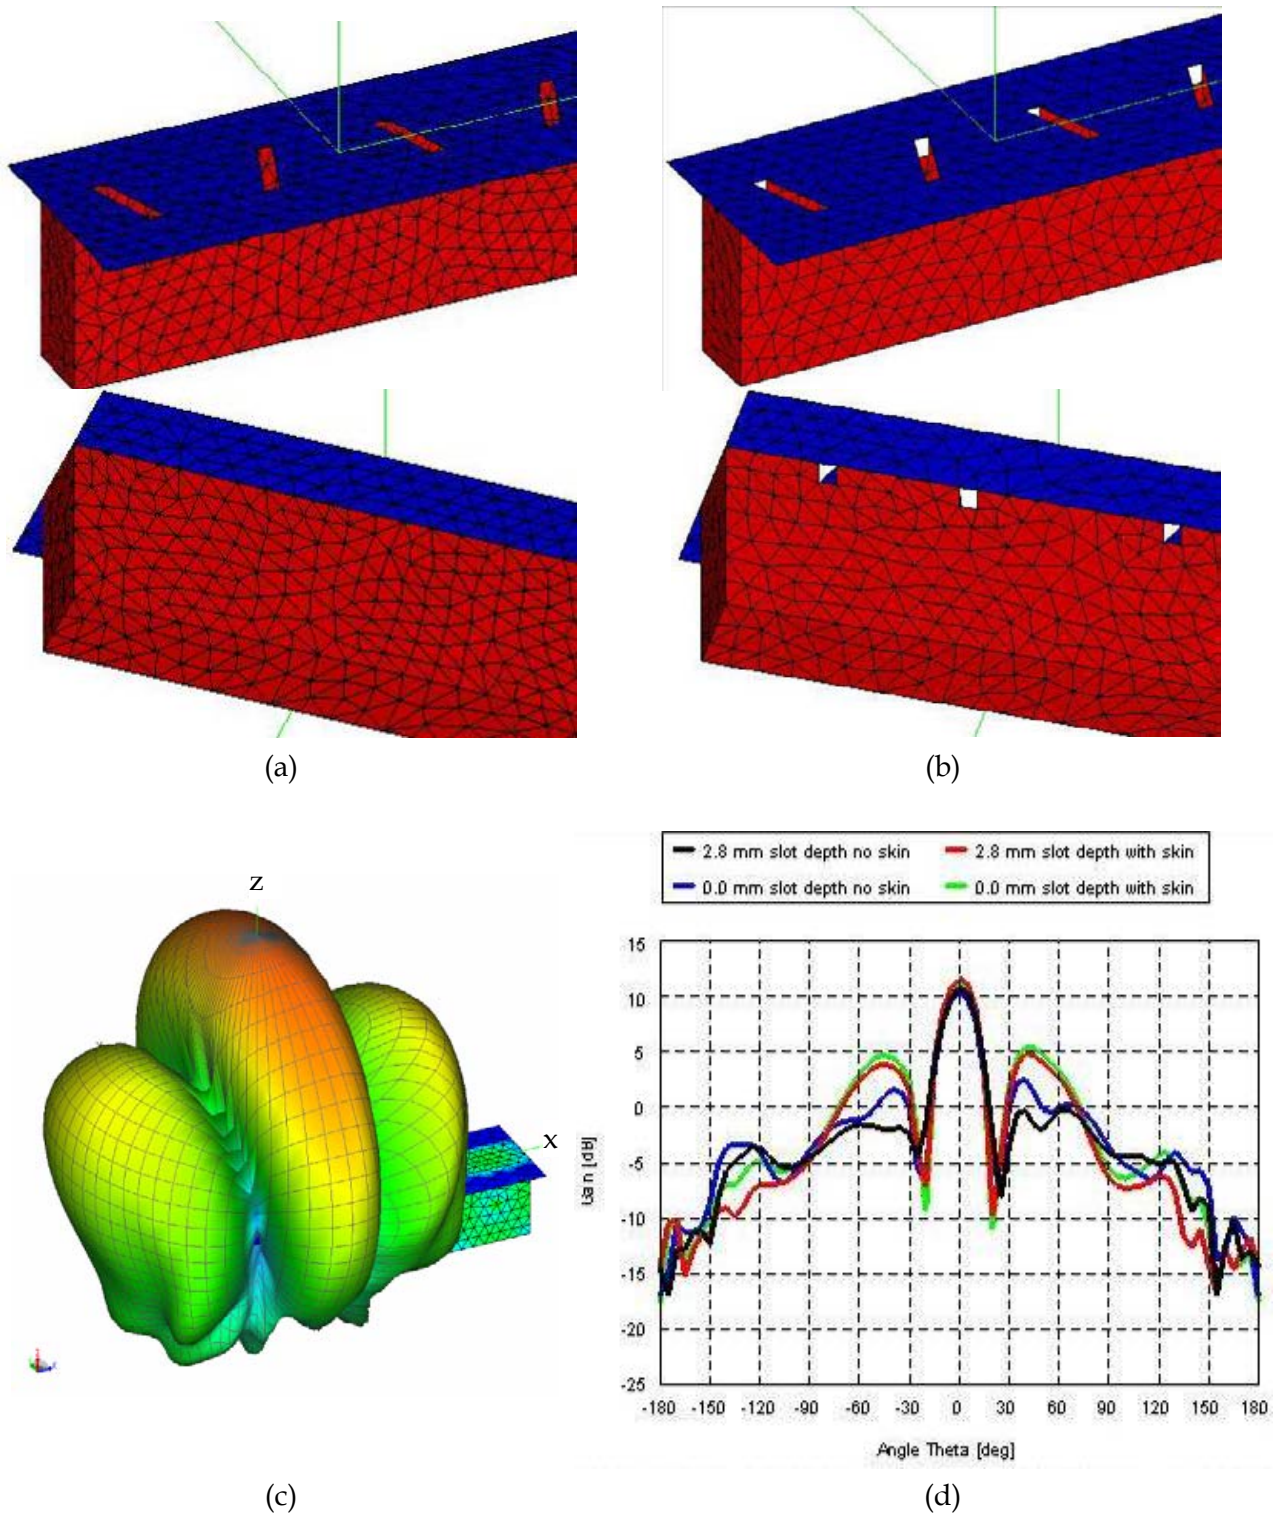 (a)
(b)
z
x
(c)
2.8 mm slot depth no skin
2.8 mm slot depth with skin
0.0 mm slot depth no skin
0.0 mm slot depth with skin
15
10
5
0
-5
-10
-15
-20
-25
Gain [dB]
-180 -150 -120 -90 -60 -30 0 30 60 90 120 150 180
Angle Theta [deg]
(d)